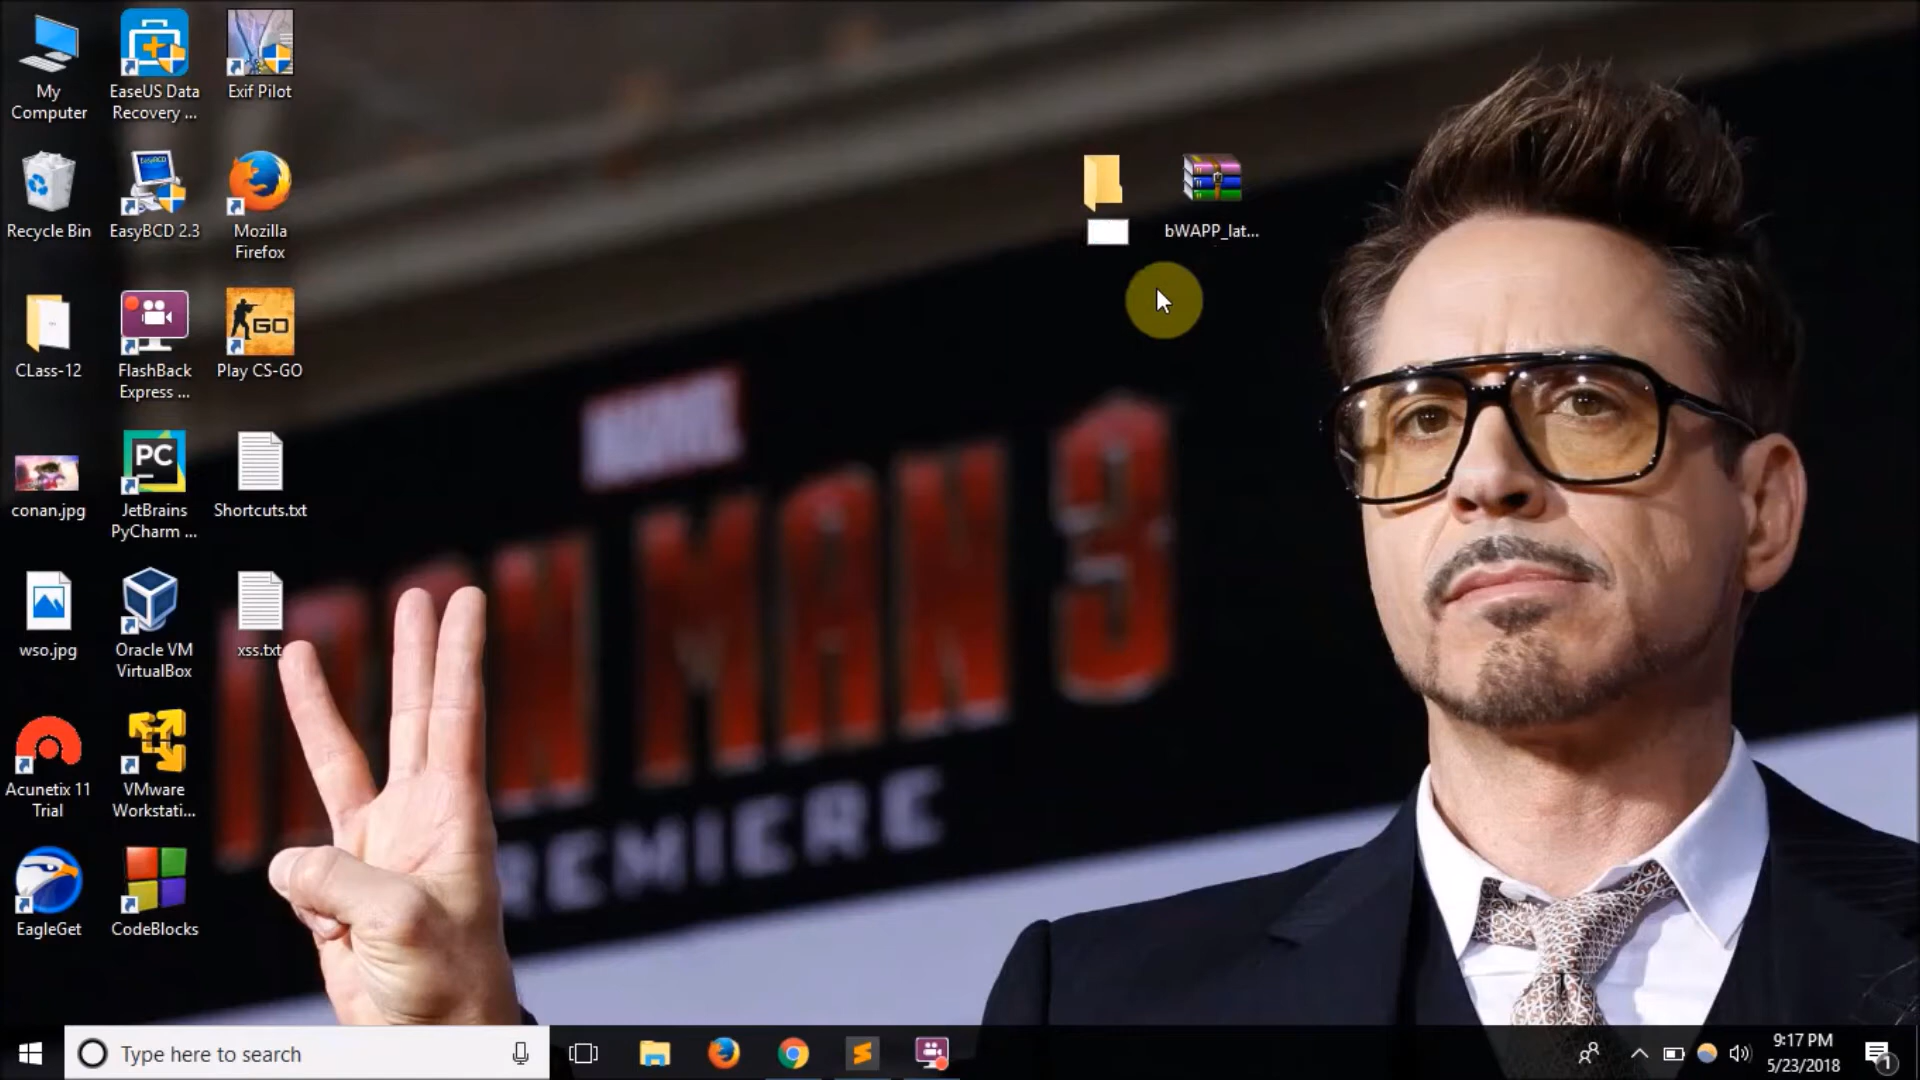 My
Computer
EaseUS Data
Recovery ...
Exif Pilot
Recycle Bin
EasyBCD 2.3
Mozilla
Firefox
bWAPP_lat...
CLass-12
FlashBack
Express ...
GO
Play CS-GO
MARVEL
IRON MAN 3
PREMIERE
conan.jpg
PC
JetBrains
PyCharm ...
Shortcuts.txt
wso.jpg
Oracle VM
VirtualBox
xss.txt
Acunetix 11
Trial
VMware
Workstati...
EagleGet
CodeBlocks
Type here to search
9:17 PM
5/23/2018
1